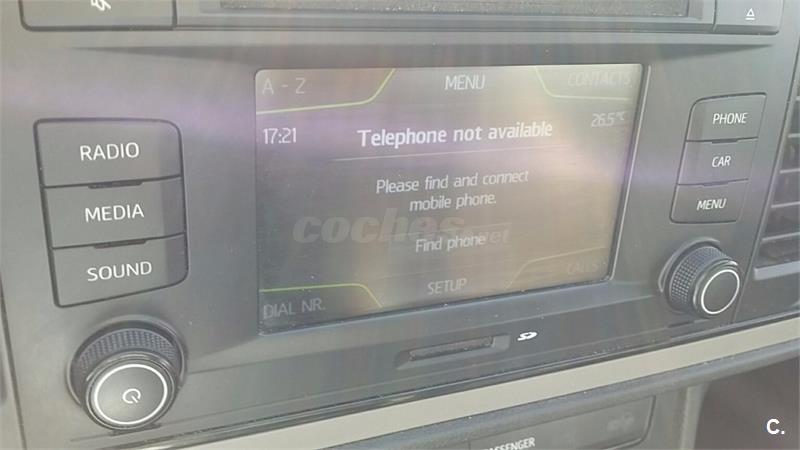 A - Z
MENU
CONTACTS
17:21
Telephone not available
26.5°C
Please find and connect
mobile phone.
Find phone
DIAL NR.
SETUP
CALLS
RADIO
MEDIA
SOUND
PHONE
CAR
MENU
SD
PASSENGER
coches.net
C.